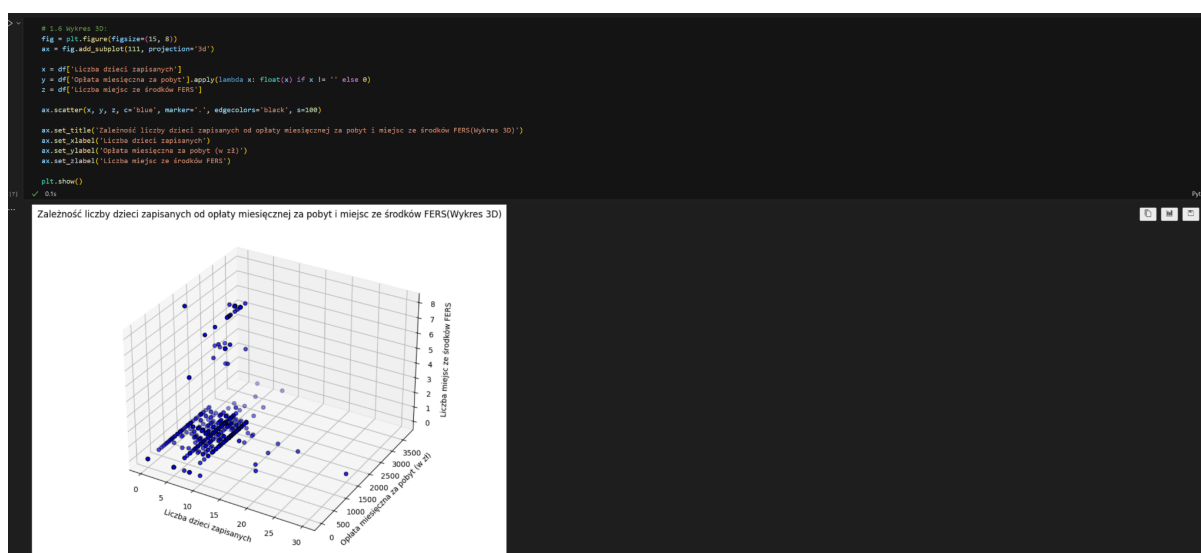 # 1.6 Wykres 3D:
fig = plt.figure(figsize=(15, 8))
ax = fig.add_subplot(111, projection='3d')
x = df['Liczba dzieci zapisanych']
y = df['Opłata miesięczna za pobyt'].apply(lambda x: float(x) if x != '' else 0)
z = df['Liczba miejsc ze środków FERS']
ax.scatter(x, y, z, c='blue', marker='.', edgecolors='black', s=100)
ax.set_title('Zależność liczby dzieci zapisanych od opłaty miesięcznej za pobyt i miejsc ze środków FERS(Wykres 3D)')
ax.set_xlabel('Liczba dzieci zapisanych')
ax.set_ylabel('Opłata miesięczna za pobyt (w zł)')
ax.set_zlabel('Liczba miejsc ze środków FERS')
plt.show()
[7] ✓ 0.1s
Pyt
...
Zależność liczby dzieci zapisanych od opłaty miesięcznej za pobyt i miejsc ze środków FERS(Wykres 3D)
8
7
6
5
4
3
2
1
0
Liczba miejsc ze środków FERS
3500
3000
2500
2000
1500
1000
500
0
Opłata miesięczna za pobyt (w zł)
0
5
10
15
20
25
30
Liczba dzieci zapisanych